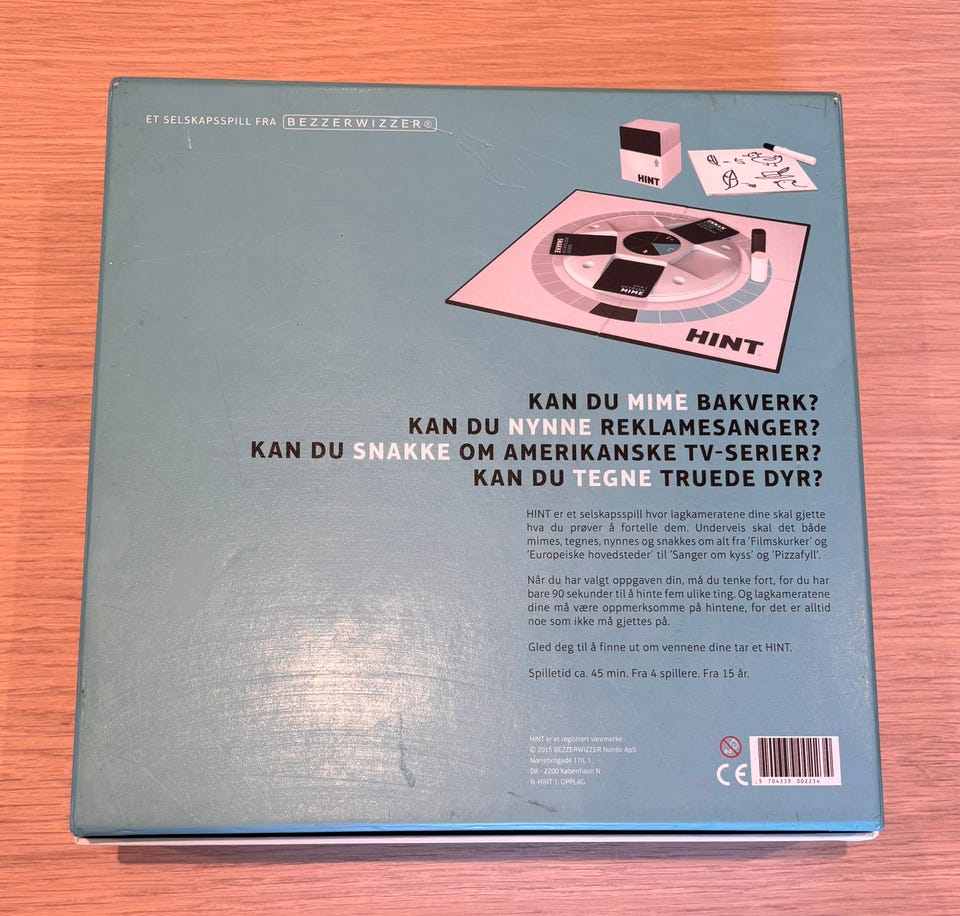 ET SELSKAPSSPILL FRA BEZZERWIZZER®
HINT
MIME
HINT
KAN DU MIME BAKVERK?
KAN DU NYNNE REKLAMESANGER?
KAN DU SNAKKE OM AMERIKANSKE TV-SERIER?
KAN DU TEGNE TRUEDE DYR?
HINT er et selskapsspill hvor lagkameratene dine skal gjette
hva du prøver å fortelle dem. Underveis skal det både
mimes, tegnes, nynnes og snakkes om alt fra 'Filmskurker' og
'Europeiske hovedsteder' til 'Sanger om kyss' og 'Pizzafyll'.
Når du har valgt oppgaven din, må du tenke fort, for du har
bare 90 sekunder til å hinte fem ulike ting. Og lagkameratene
dine må være oppmerksomme på hintene, for det er alltid
noe som ikke må gjettes på.
Gled deg til å finne ut om vennene dine tar et HINT.
Spilletid ca. 45 min. Fra 4 spillere. Fra 15 år.
HINT er et registrert varemerke
© 2015 BEZZERWIZZER Nordic ApS
Nørrebrogade 176, 1.
DK - 2200 København N
N-HINT 1. OPPLAG
CE
5 704339 002234